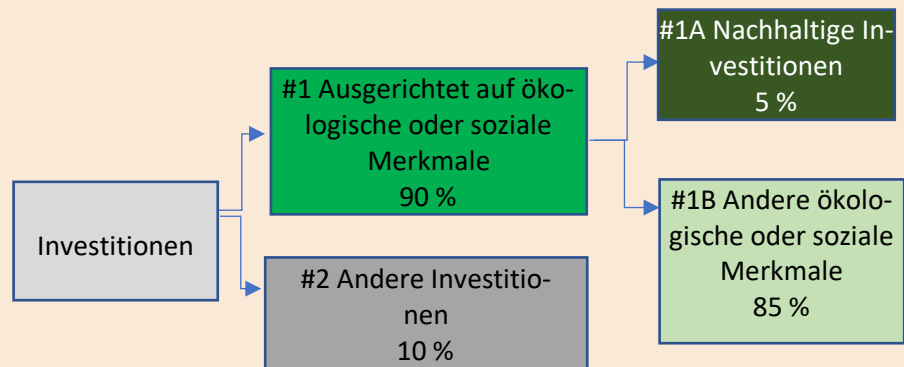 Investitionen
#1 Ausgerichtet auf öko-
logische oder soziale
Merkmale
90 %
#2 Andere Investitio-
nen
10 %
#1A Nachhaltige In-
vestitionen
5 %
#1B Andere ökolo-
gische oder soziale
Merkmale
85 %